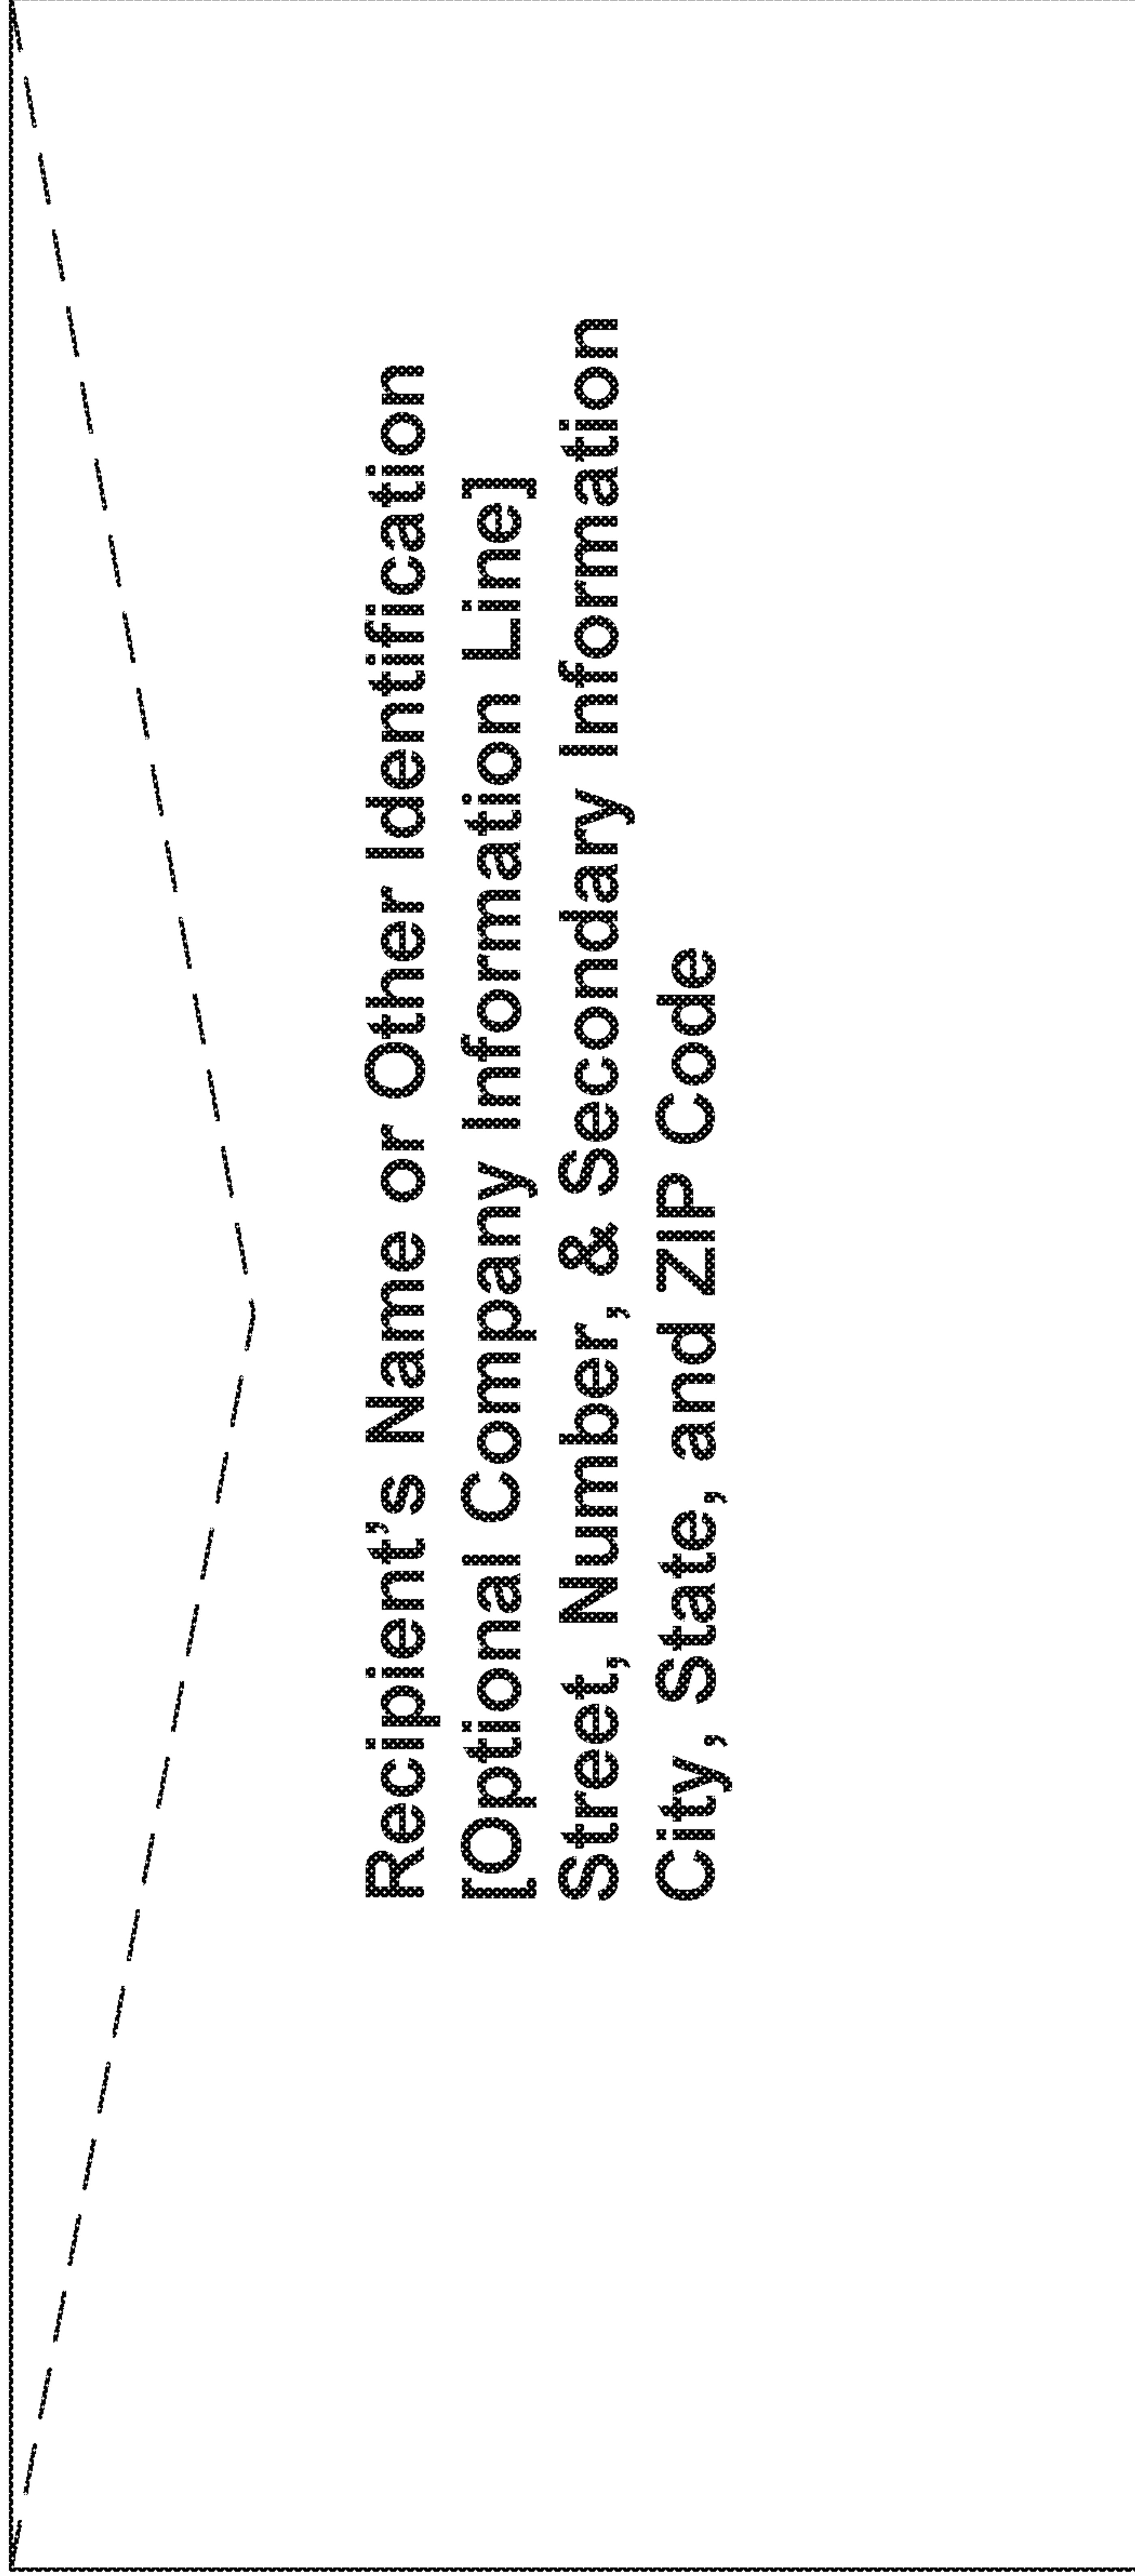 Recipient's Name or Other Identification
[Optional Company Information Line]
Street, Number, & Secondary Information
City, State, and ZIP Code